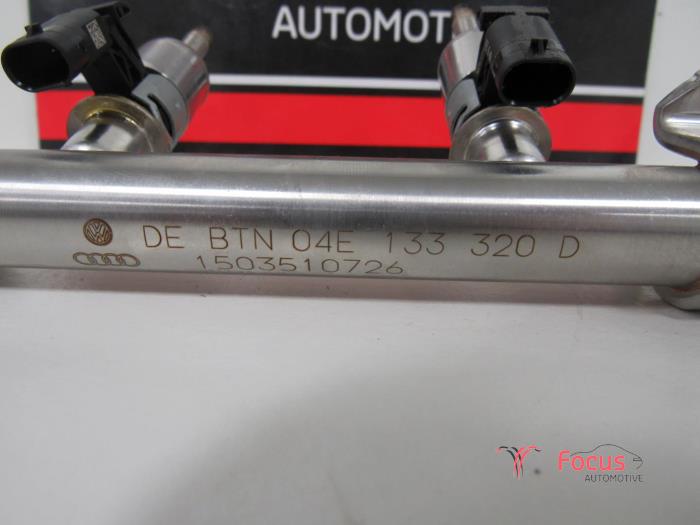 AUTOMOT
DE BTN 04E 133 320 D
1503510726
Focus
AUTOMOTIVE